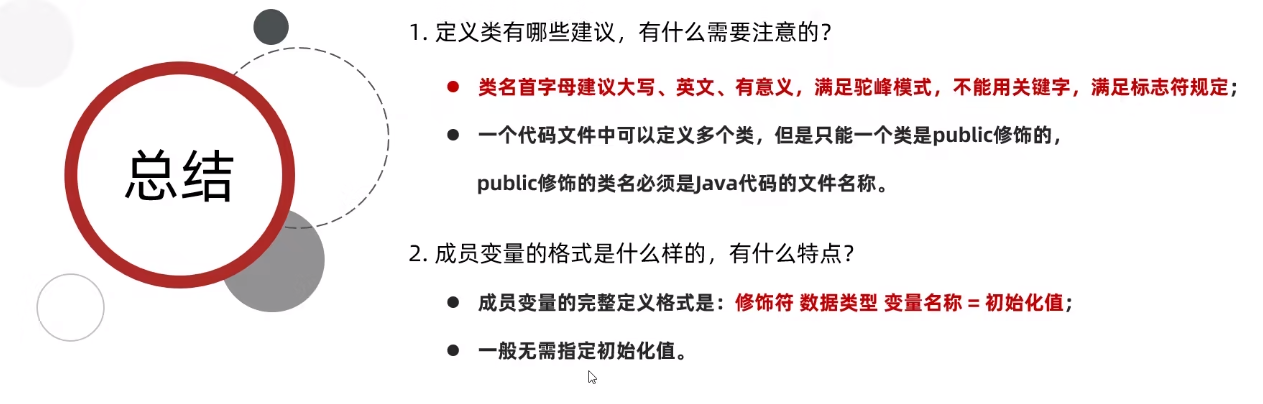 总结
1. 定义类有哪些建议，有什么需要注意的？
● 类名首字母建议大写、英文、有意义，满足驼峰模式，不能用关键字，满足标志符规定；
● 一个代码文件中可以定义多个类，但是只能一个类是public修饰的，
public修饰的类名必须是Java代码的文件名称。
2. 成员变量的格式是什么样的，有什么特点？
● 成员变量的完整定义格式是：修饰符 数据类型 变量名称 = 初始化值；
● 一般无需指定初始化值。